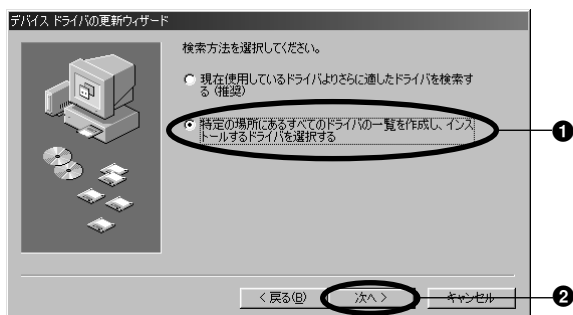 デバイス ドライバの更新ウィザード
検索方法を選択してください。
現在使用しているドライバよりさらに適したドライバを検索す
る (推奨)
特定の場所にあるすべてのドライバの一覧を作成し、インス
トールするドライバを選択する
1
< 戻る(B)
次へ >
キャンセル
2